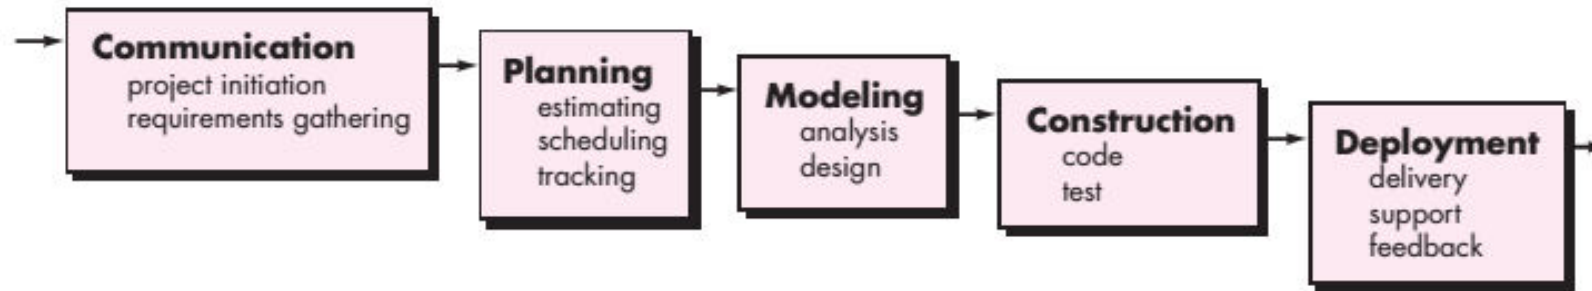 Communication
project initiation
requirements gathering
Planning
estimating
scheduling
tracking
Modeling
analysis
design
Construction
code
test
Deployment
delivery
support
feedback